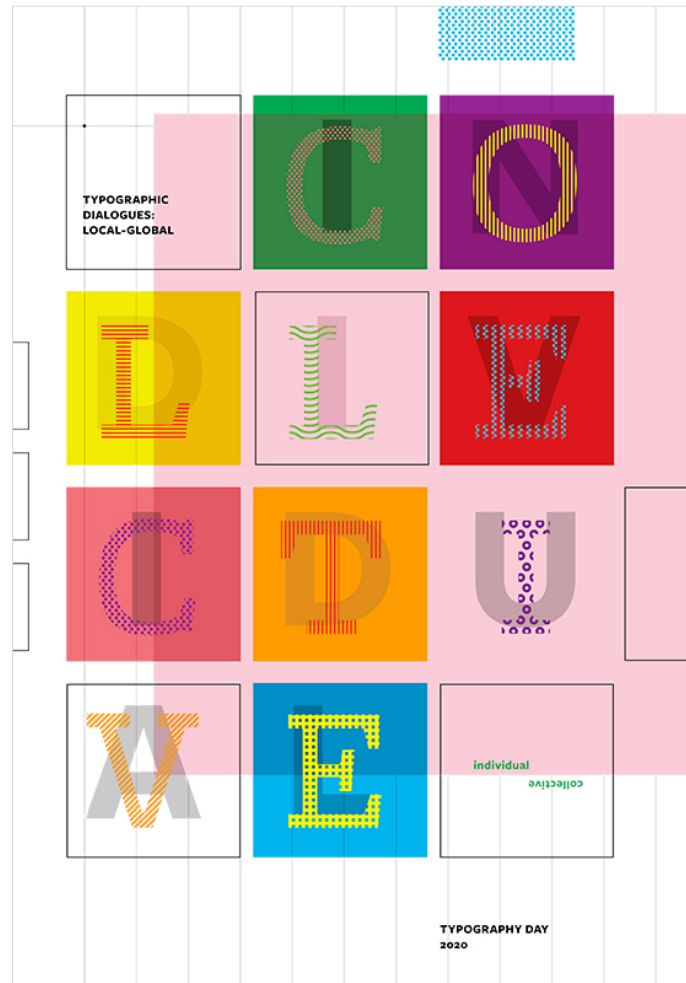 TYPOGRAPHIC
DIALOGUES:
LOCAL-GLOBAL
C O
I N
L L E
D I V
C T I
I D U
V E
A L
individual
collective
TYPOGRAPHY DAY
2020